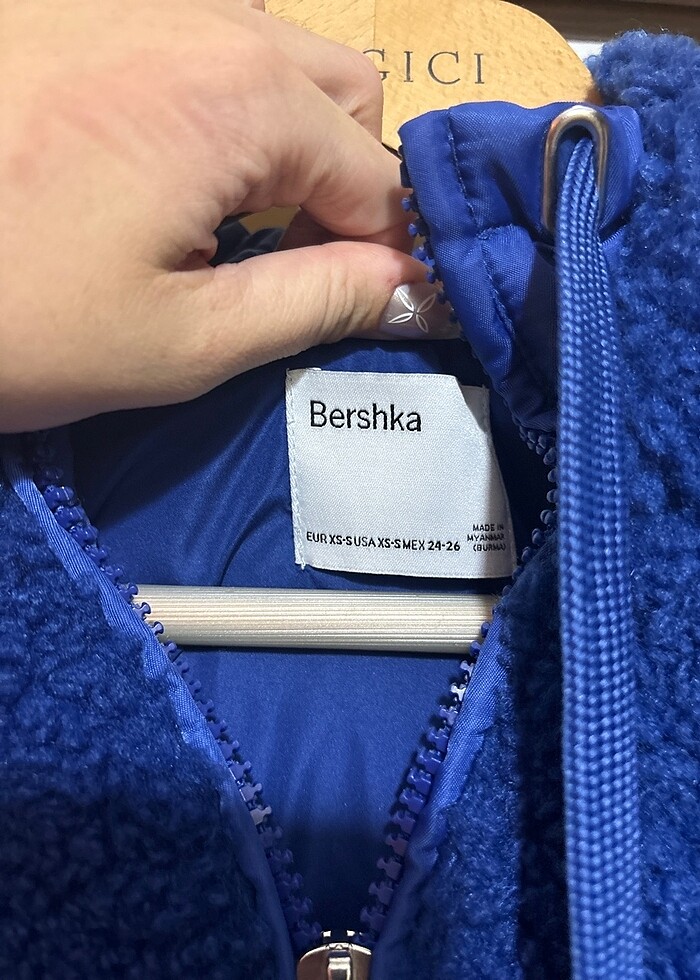 GICI
Bershka
EUR XS-S USA XS-S MEX 24-26
MADE IN
MYANMAR
(BURMA)